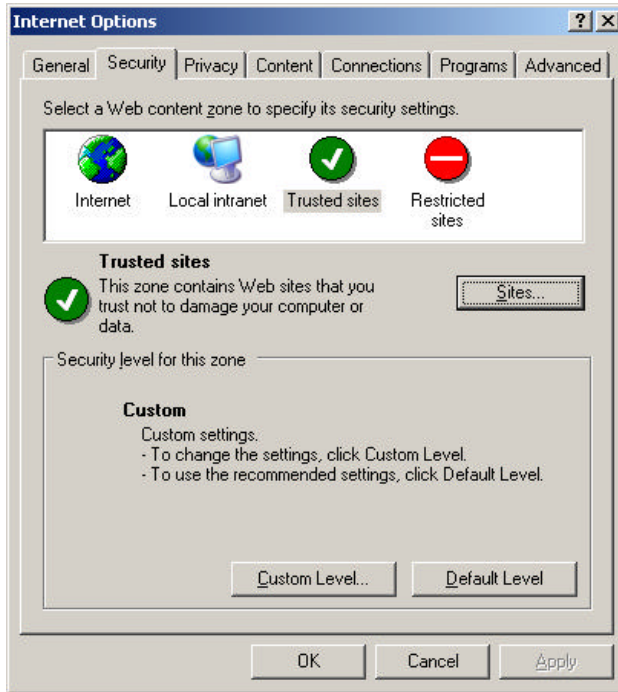 Internet Options
General Security Privacy Content Connections Programs Advanced
Select a Web content zone to specify its security settings.
Internet Local intranet Trusted sites Restricted
sites
Trusted sites
This zone contains Web sites that you
trust not to damage your computer or
data.
Sites...
Security level for this zone
Custom
Custom settings.
- To change the settings, click Custom Level.
- To use the recommended settings, click Default Level.
Custom Level... Default Level
OK Cancel Apply